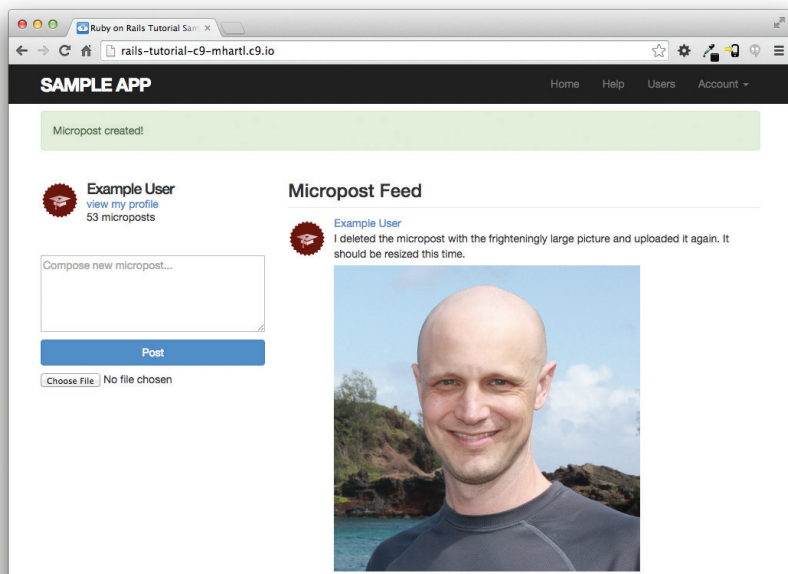 Ruby on Rails Tutorial Sam
rails-tutorial-c9-mhartl.c9.io
SAMPLE APP
Home Help Users Account
Micropost created!
Example User
view my profile
53 microposts
Compose new micropost...
Post
Choose File No file chosen
Micropost Feed
Example User
I deleted the micropost with the frighteningly large picture and uploaded it again. It
should be resized this time.